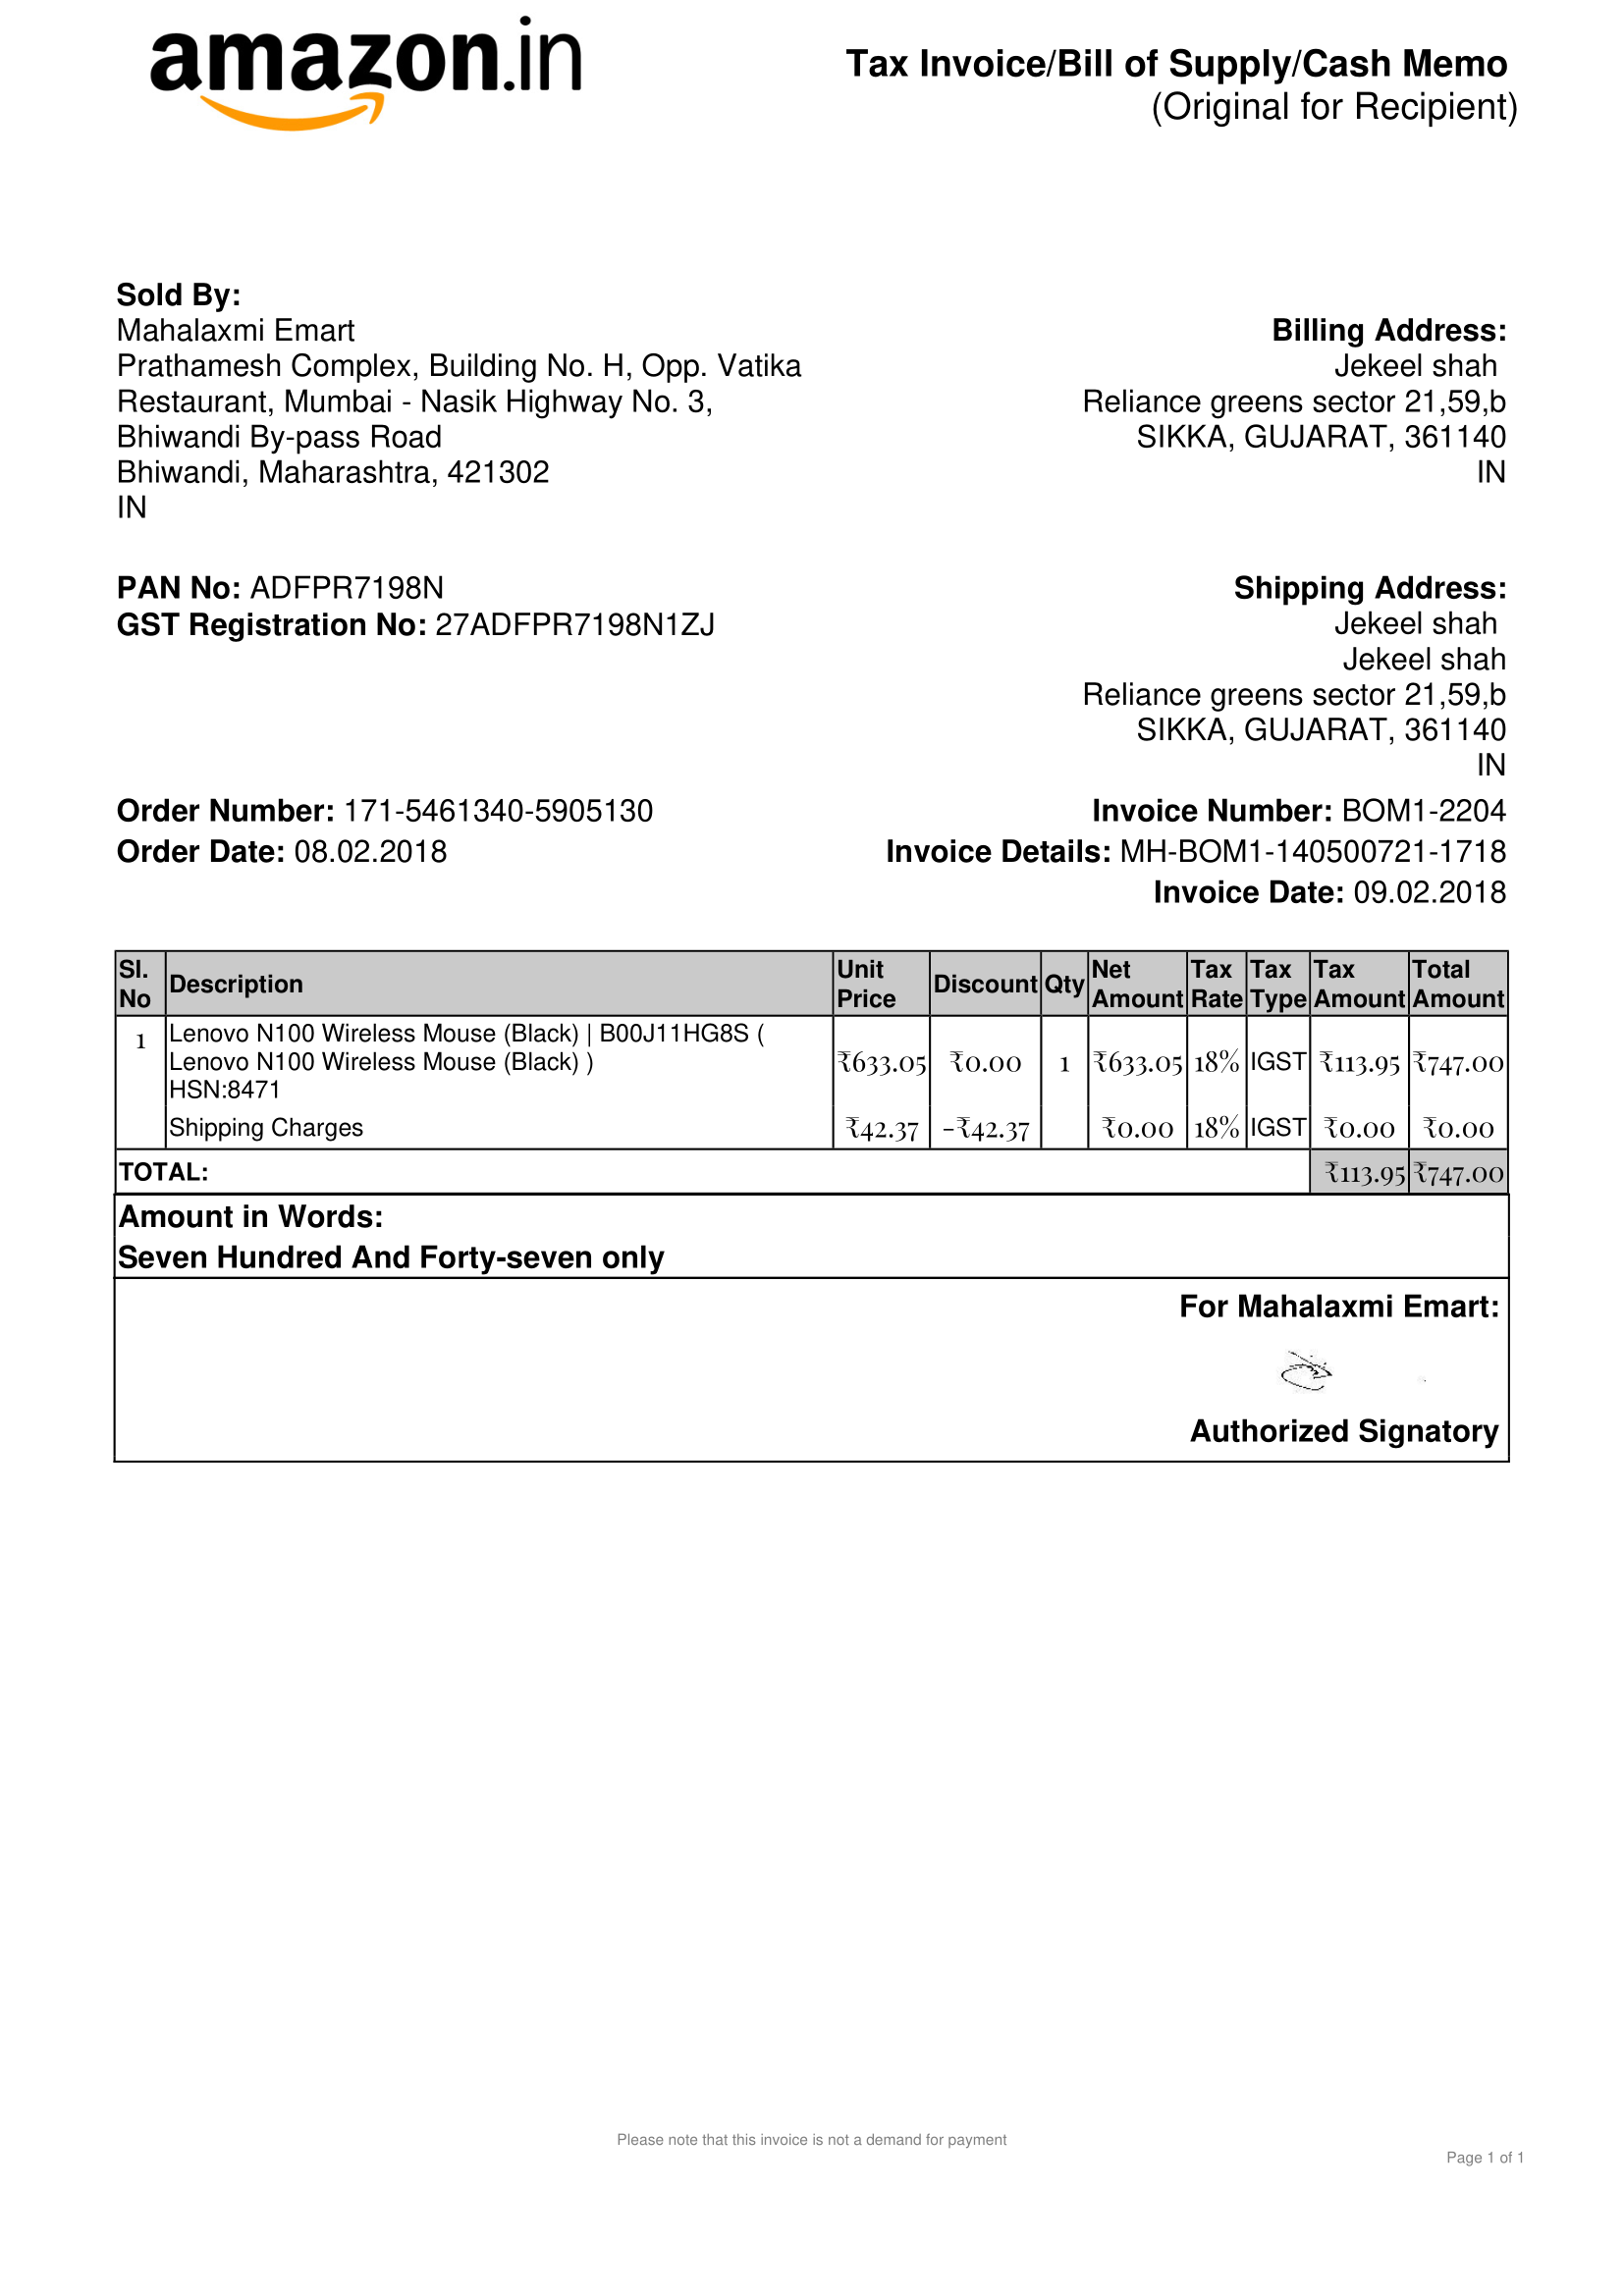 amazon.in
Tax Invoice/Bill of Supply/Cash Memo
(Original for Recipient)
Sold By:
Mahalaxmi Emart
Prathamesh Complex, Building No. H, Opp. Vatika
Restaurant, Mumbai - Nasik Highway No. 3,
Bhiwandi By-pass Road
Bhiwandi, Maharashtra, 421302
IN
Billing Address:
Jekeel shah
Reliance greens sector 21,59,b
SIKKA, GUJARAT, 361140
IN
PAN No: ADFPR7198N
GST Registration No: 27ADFPR7198N1ZJ
Shipping Address:
Jekeel shah
Jekeel shah
Reliance greens sector 21,59,b
SIKKA, GUJARAT, 361140
IN
Order Number: 171-5461340-5905130
Order Date: 08.02.2018
Invoice Number: BOM1-2204
Invoice Details: MH-BOM1-140500721-1718
Invoice Date: 09.02.2018
Sl. No Description Unit Price Discount Qty Net Amount Tax Rate Tax Type Tax Amount Total Amount
1 Lenovo N100 Wireless Mouse (Black) | B00J11HG8S (
Lenovo N100 Wireless Mouse (Black) ) ₹633.05 ₹0.00 1 ₹633.05 18% IGST ₹113.95 ₹747.00
HSN:8471
Shipping Charges ₹42.37 -₹42.37 ₹0.00 18% IGST ₹0.00 ₹0.00
TOTAL: ₹113.95 ₹747.00
Amount in Words:
Seven Hundred And Forty-seven only
For Mahalaxmi Emart:
Authorized Signatory
Please note that this invoice is not a demand for payment
Page 1 of 1